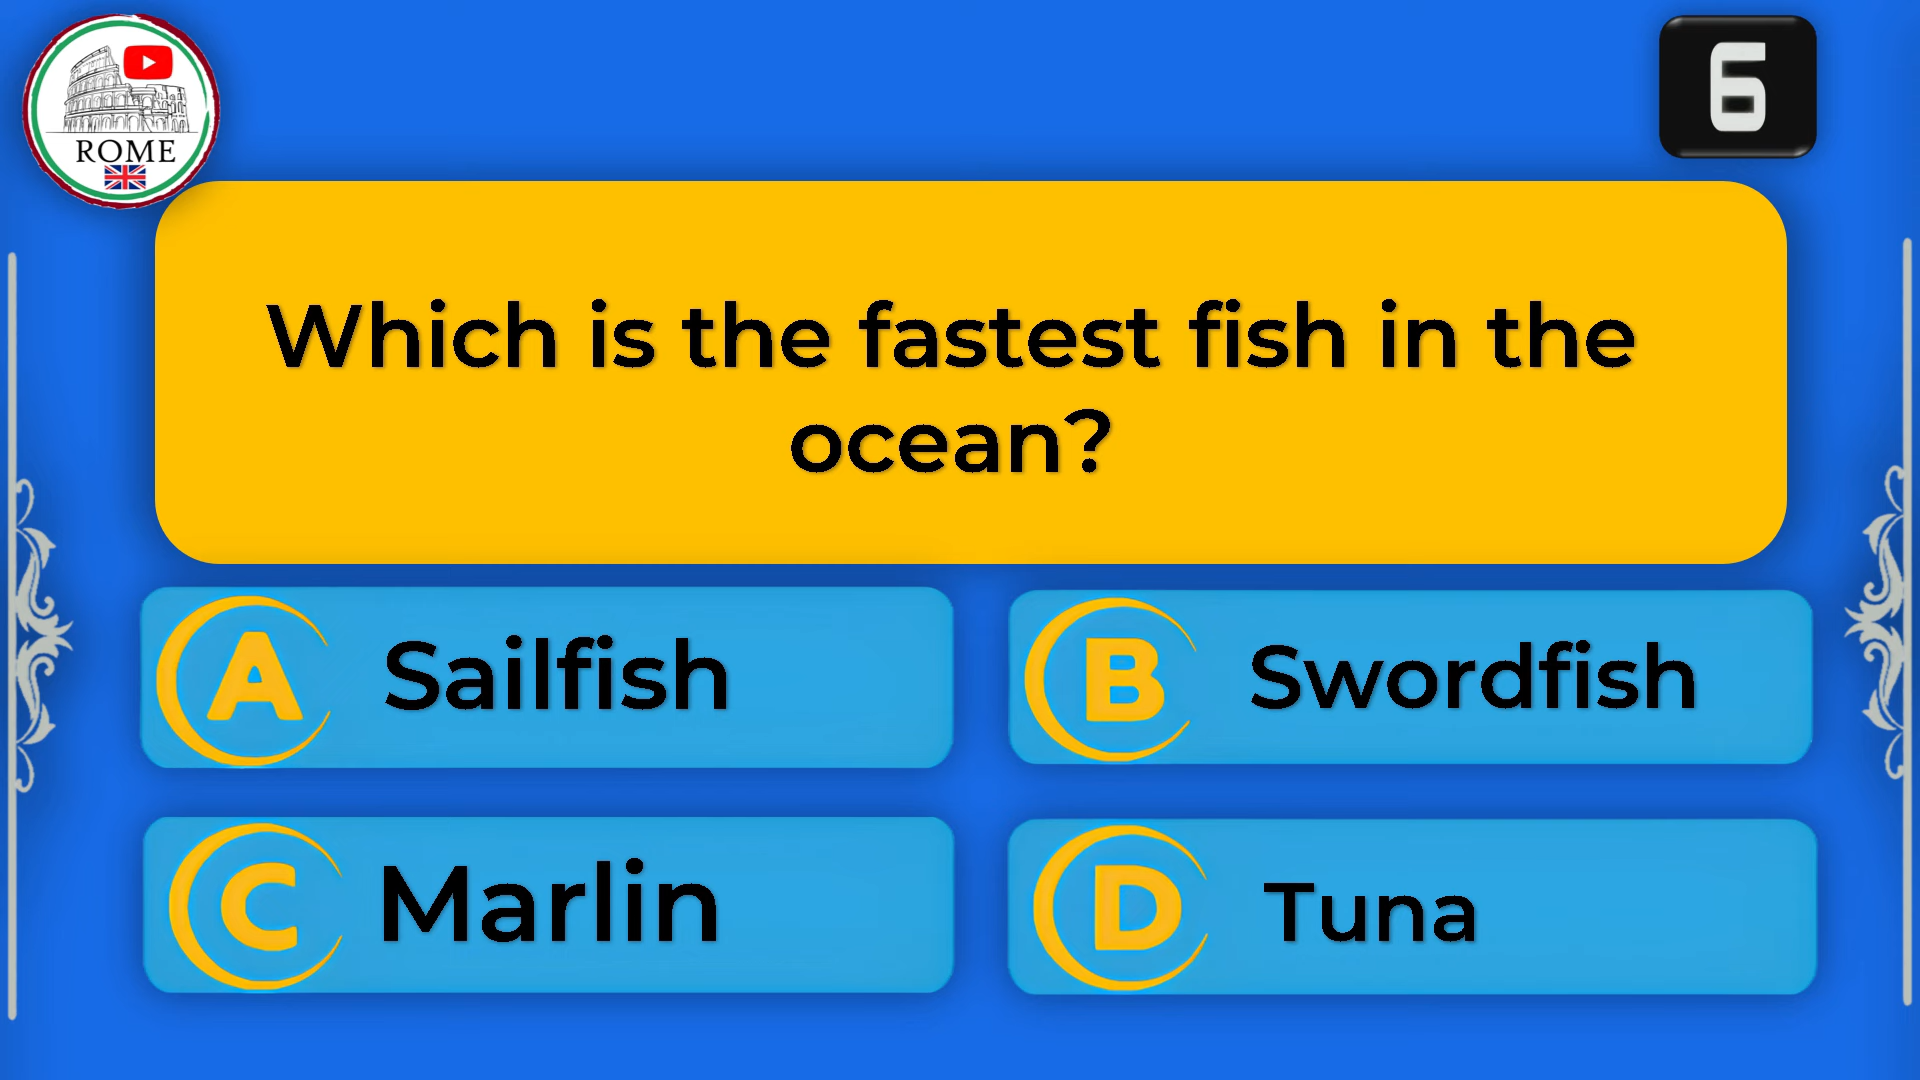 ROME
6
Which is the fastest fish in the
ocean?
A Sailfish
B Swordfish
C Marlin
D Tuna